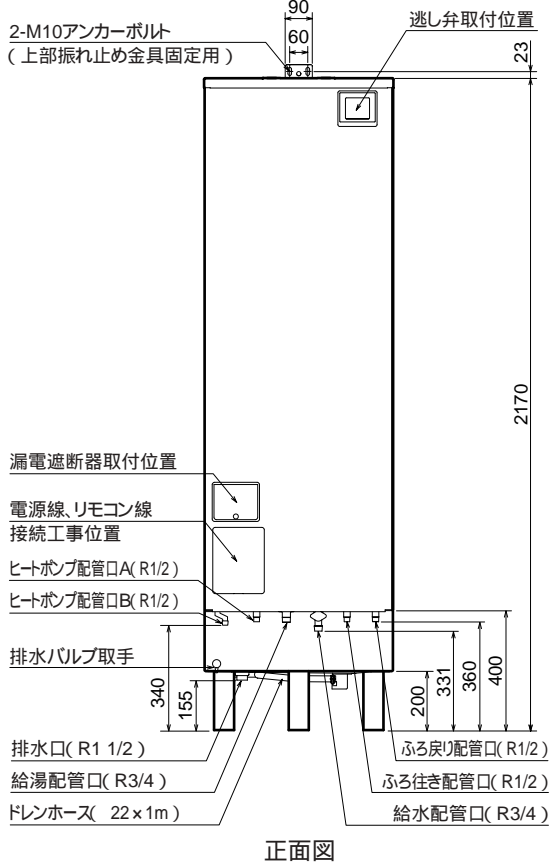 90
60
2-M10アンカーボルト
(上部振れ止め金具固定用)
逃し弁取付位置
23
2170
漏電遮断器取付位置
電源線、リモコン線
接続工事位置
ヒートポンプ配管口A(R1/2)
ヒートポンプ配管口B(R1/2)
排水バルブ取手
340
155
200
331
360
400
排水口(R1 1/2)
給湯配管口(R3/4)
ドレンホース( 22×1m)
ふろ戻り配管口(R1/2)
ふろ往き配管口(R1/2)
給水配管口(R3/4)
正面図